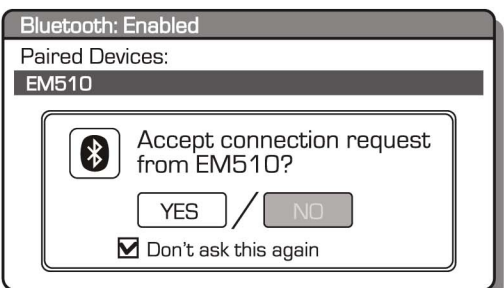 Bluetooth: Enabled
Paired Devices:
EM510
Accept connection request
from EM510?
YES / NO
Don't ask this again